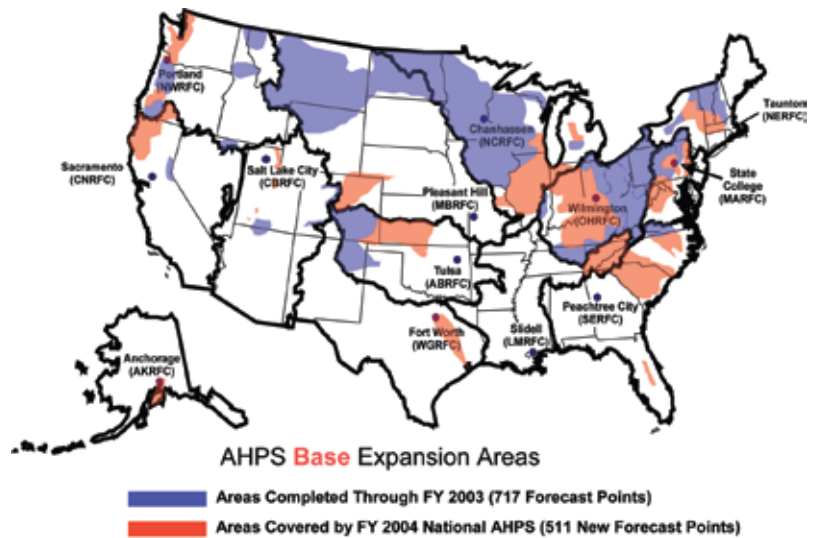 Portland
(NWRFC)
Sacramento
(CNRFC)
Salt Lake City
(CBRFC)
Chanhassen
(NCRFC)
Pleasant Hill
(MBRFC)
Tulsa
(ABRFC)
Fort Worth
(WGRFC)
Slidell
(LMRFC)
Peachtree City
(SERFC)
Wilmington
(OHRFC)
Taunton
(NERFC)
State
College
(MARFC)
Anchorage
(AKRFC)
AHPS Base Expansion Areas
Areas Completed Through FY 2003 (717 Forecast Points)
Areas Covered by FY 2004 National AHPS (511 New Forecast Points)